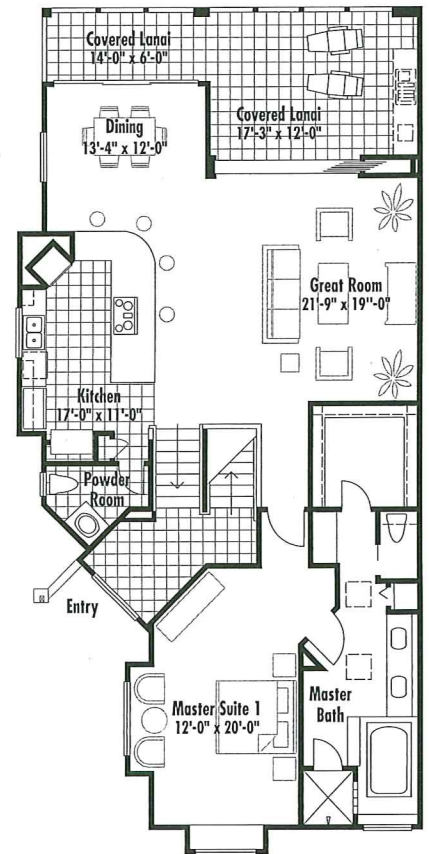 Covered Lanai
14'-0" x 6'-0"
Covered Lanai
17'-3" x 12'-0"
Dining
13'-4" x 12'-0"
Great Room
21'-9" x 19"-0"
Kitchen
17'-0" x 11'-0"
Powder
Room
Entry
Master Suite 1
12'-0" x 20'-0"
Master
Bath